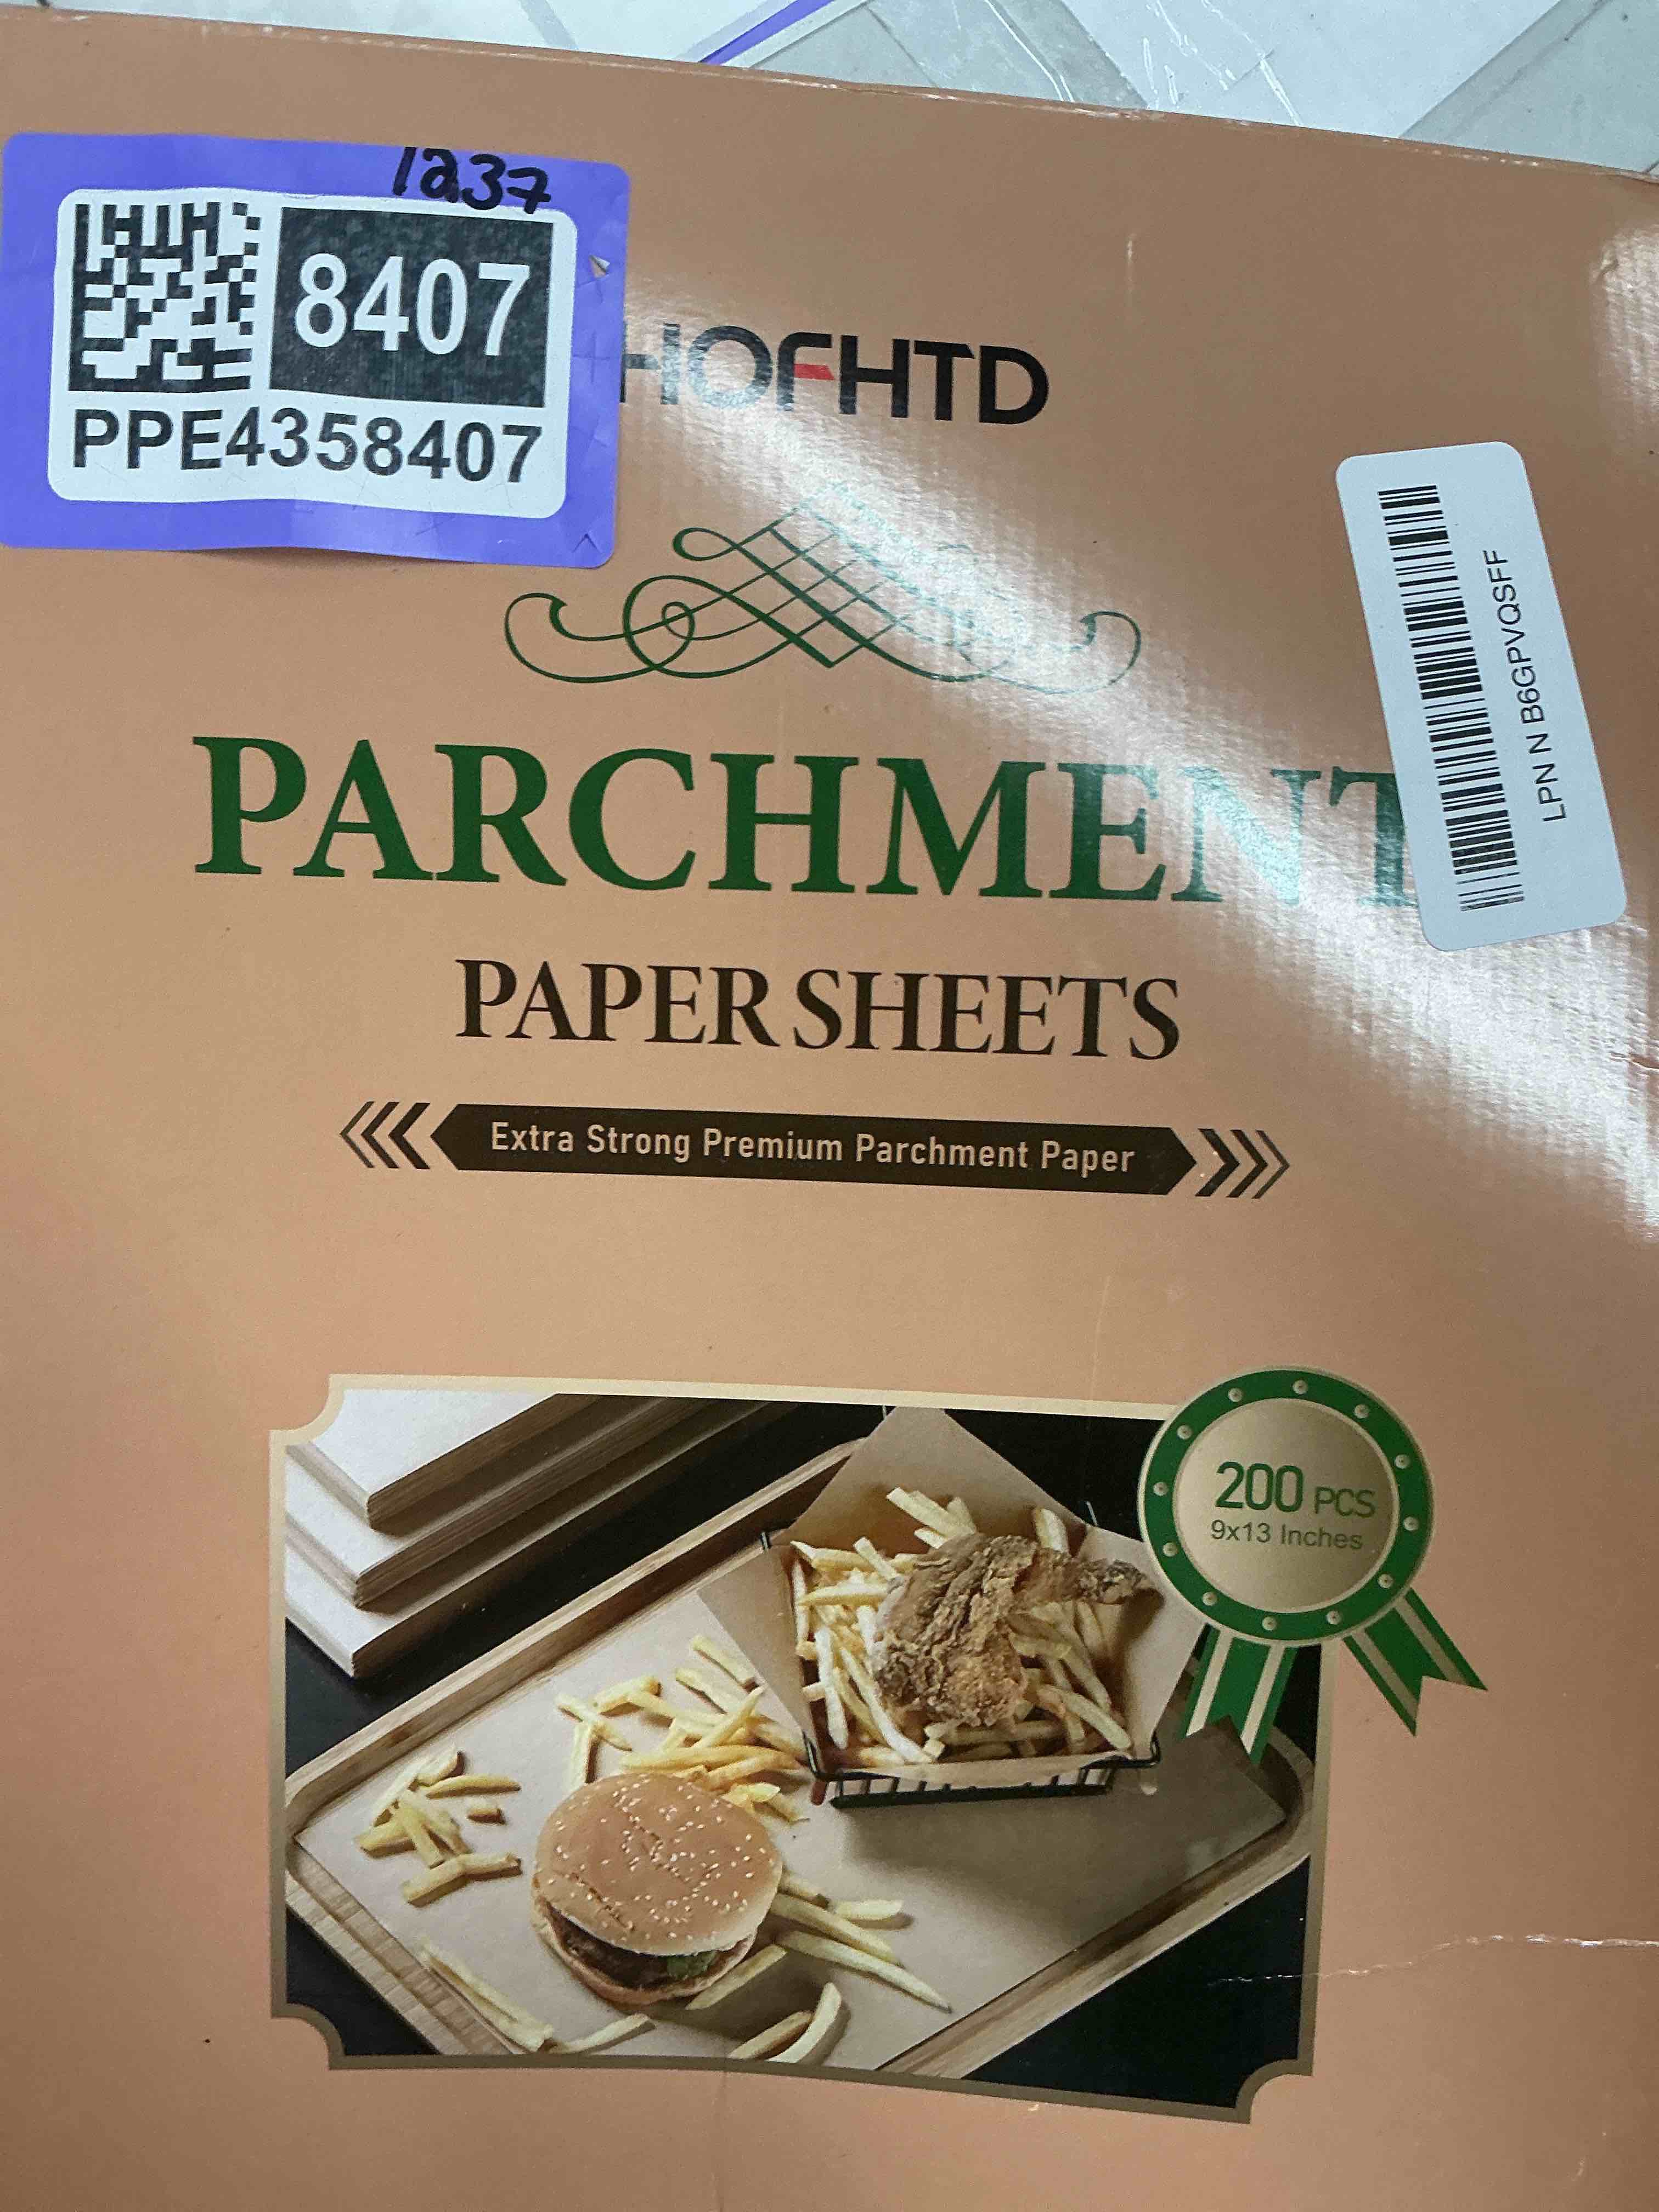 1237
8407
PPE4358407
HOFHTD
LPN N B6GPVQSFF
PARCHMENT
PAPER SHEETS
Extra Strong Premium Parchment Paper
200 PCS
9x13 Inches